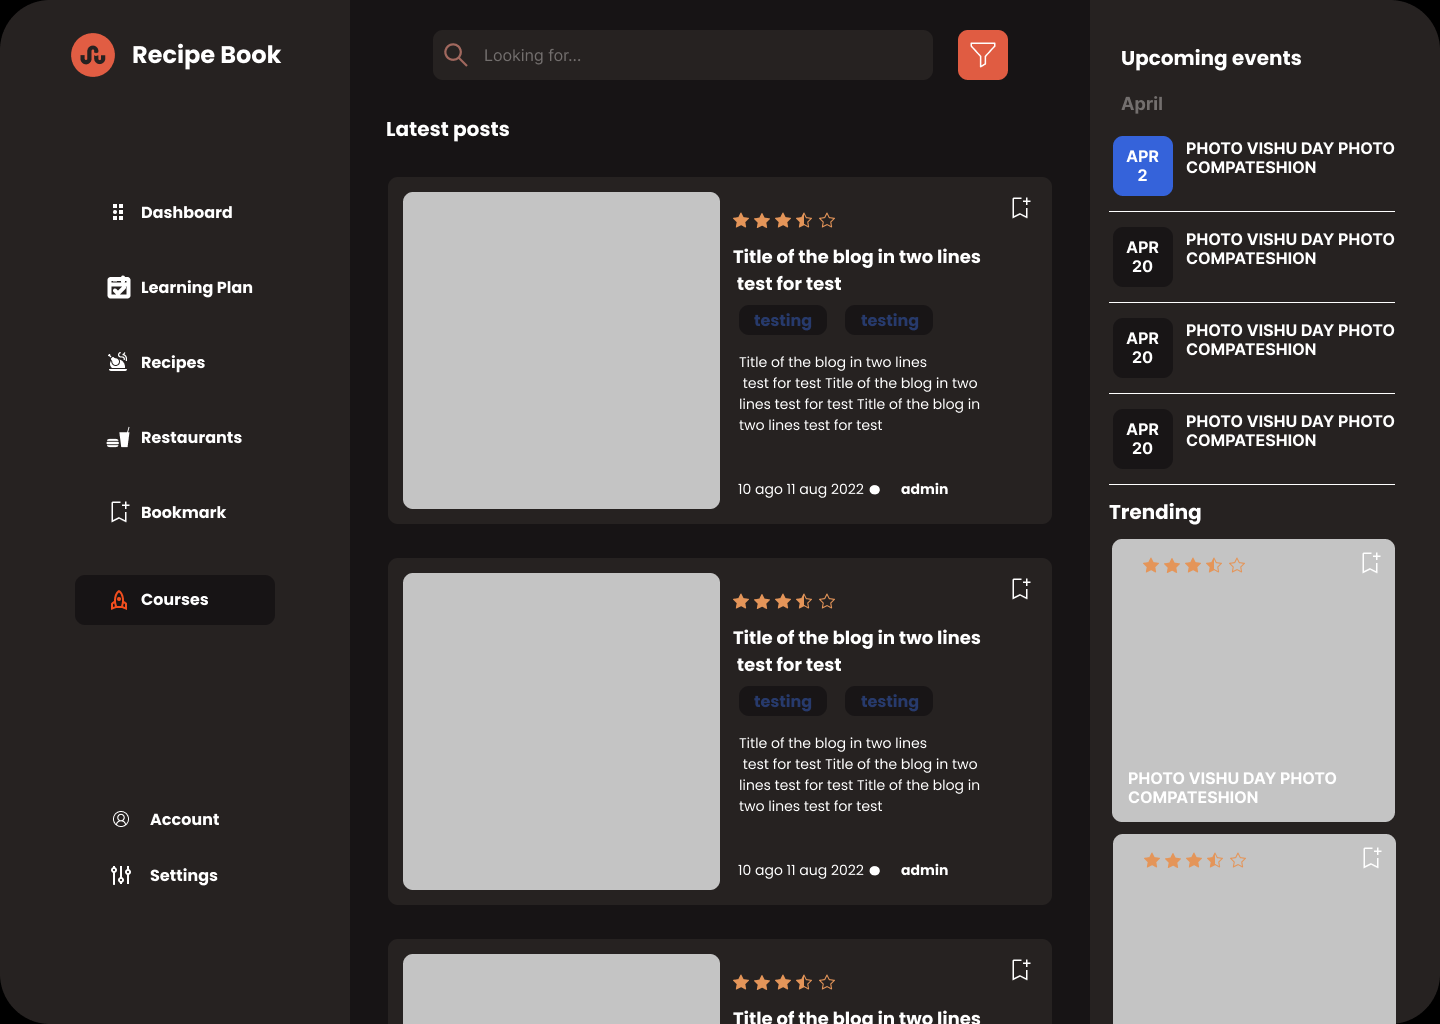 Recipe Book
Dashboard
Learning Plan
Recipes
Restaurants
Bookmark
Courses
Account
Settings
Looking for...
Latest posts
Title of the blog in two lines
test for test
testing testing
Title of the blog in two lines
test for test Title of the blog in two
lines test for test Title of the blog in
two lines test for test
10 ago 11 aug 2022 admin
Title of the blog in two lines
test for test
testing testing
Title of the blog in two lines
test for test Title of the blog in two
lines test for test Title of the blog in
two lines test for test
10 ago 11 aug 2022 admin
Title of the blog in two lines
Upcoming events
April
APR
2
PHOTO VISHU DAY PHOTO
COMPATESHION
APR
20
PHOTO VISHU DAY PHOTO
COMPATESHION
APR
20
PHOTO VISHU DAY PHOTO
COMPATESHION
APR
20
PHOTO VISHU DAY PHOTO
COMPATESHION
Trending
PHOTO VISHU DAY PHOTO
COMPATESHION